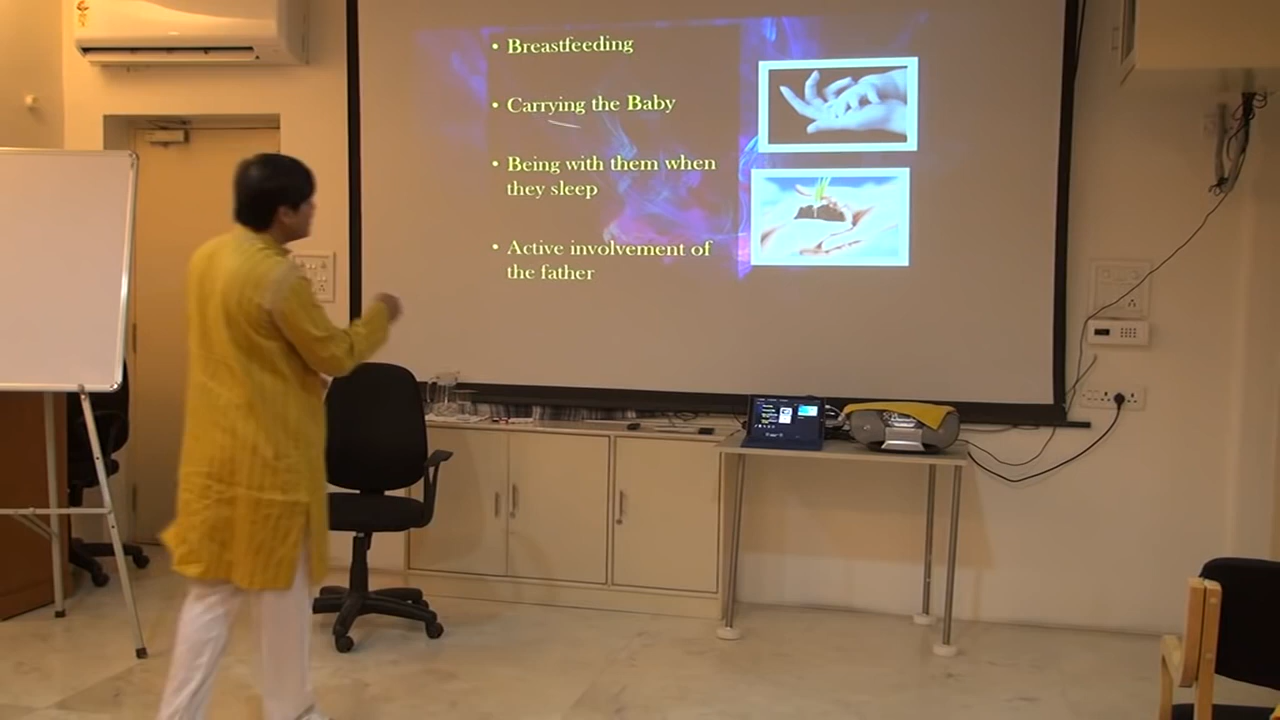 • Breastfeeding
• Carrying the Baby
• Being with them when
they sleep
• Active involvement of
the father